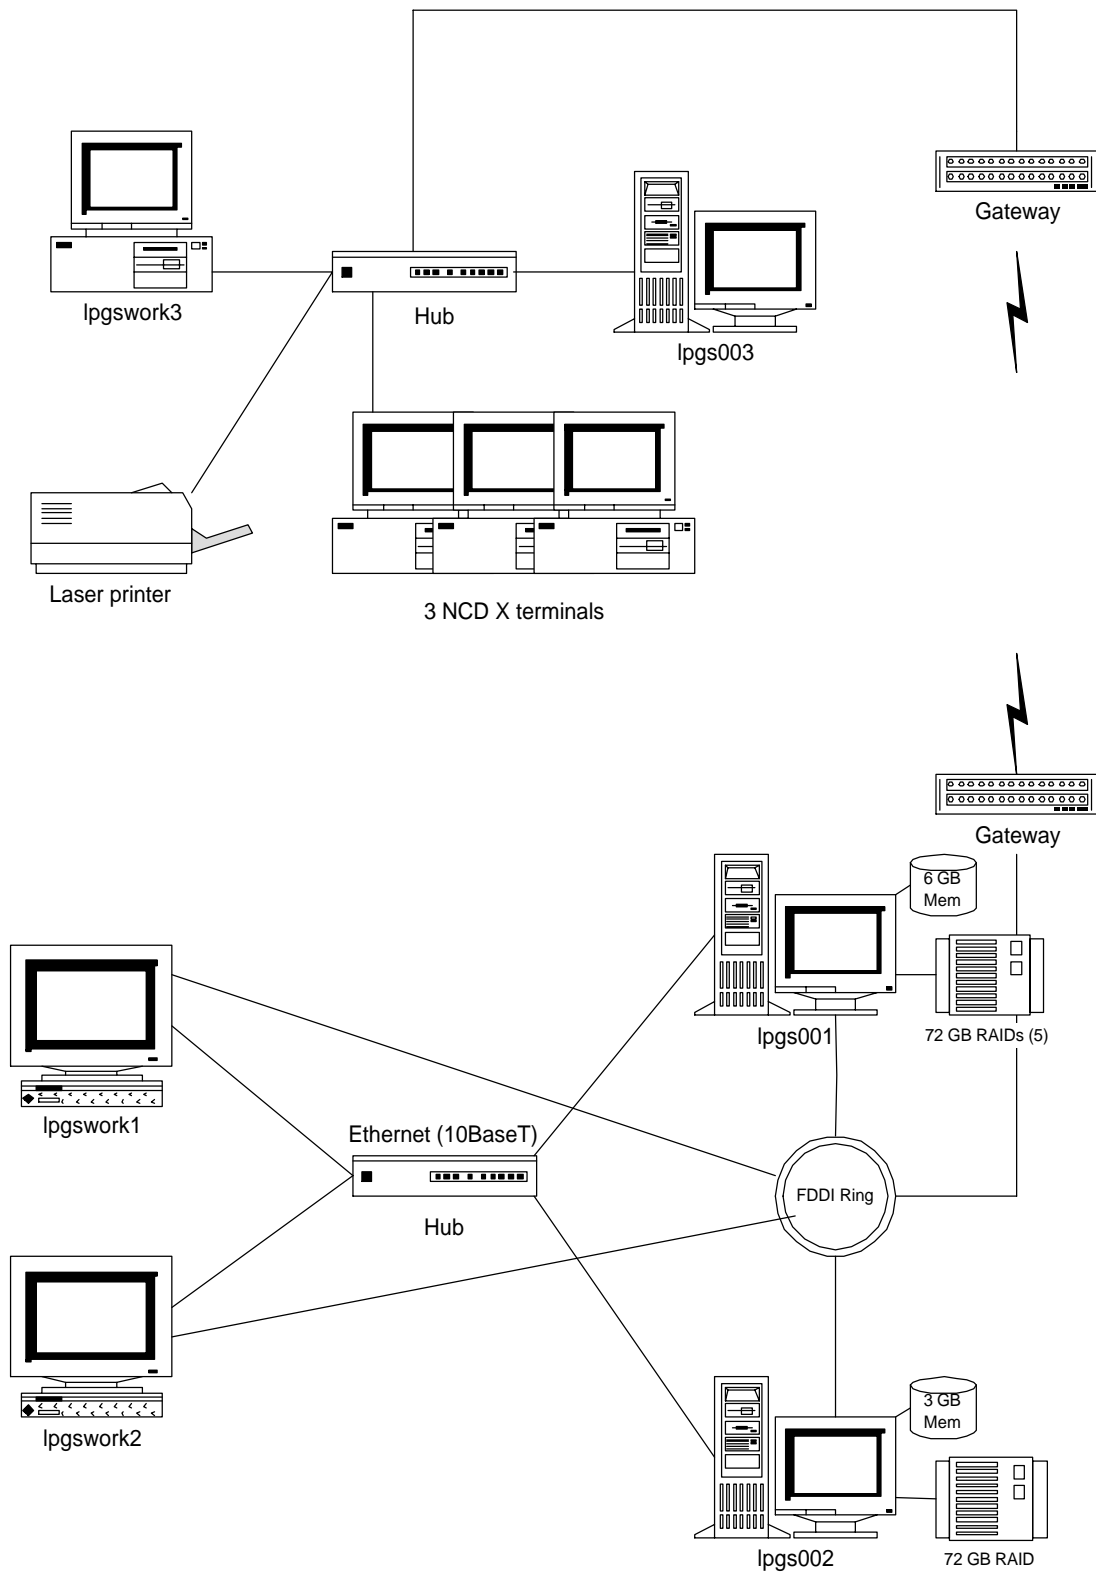 Gateway
lpgswork3
Hub
lpgs003
Laser printer
3 NCD X terminals
Gateway
6 GB
Mem
lpgs001
72 GB RAIDs (5)
lpgswork1
Ethernet (10BaseT)
FDDI Ring
Hub
lpgswork2
3 GB
Mem
lpgs002
72 GB RAID